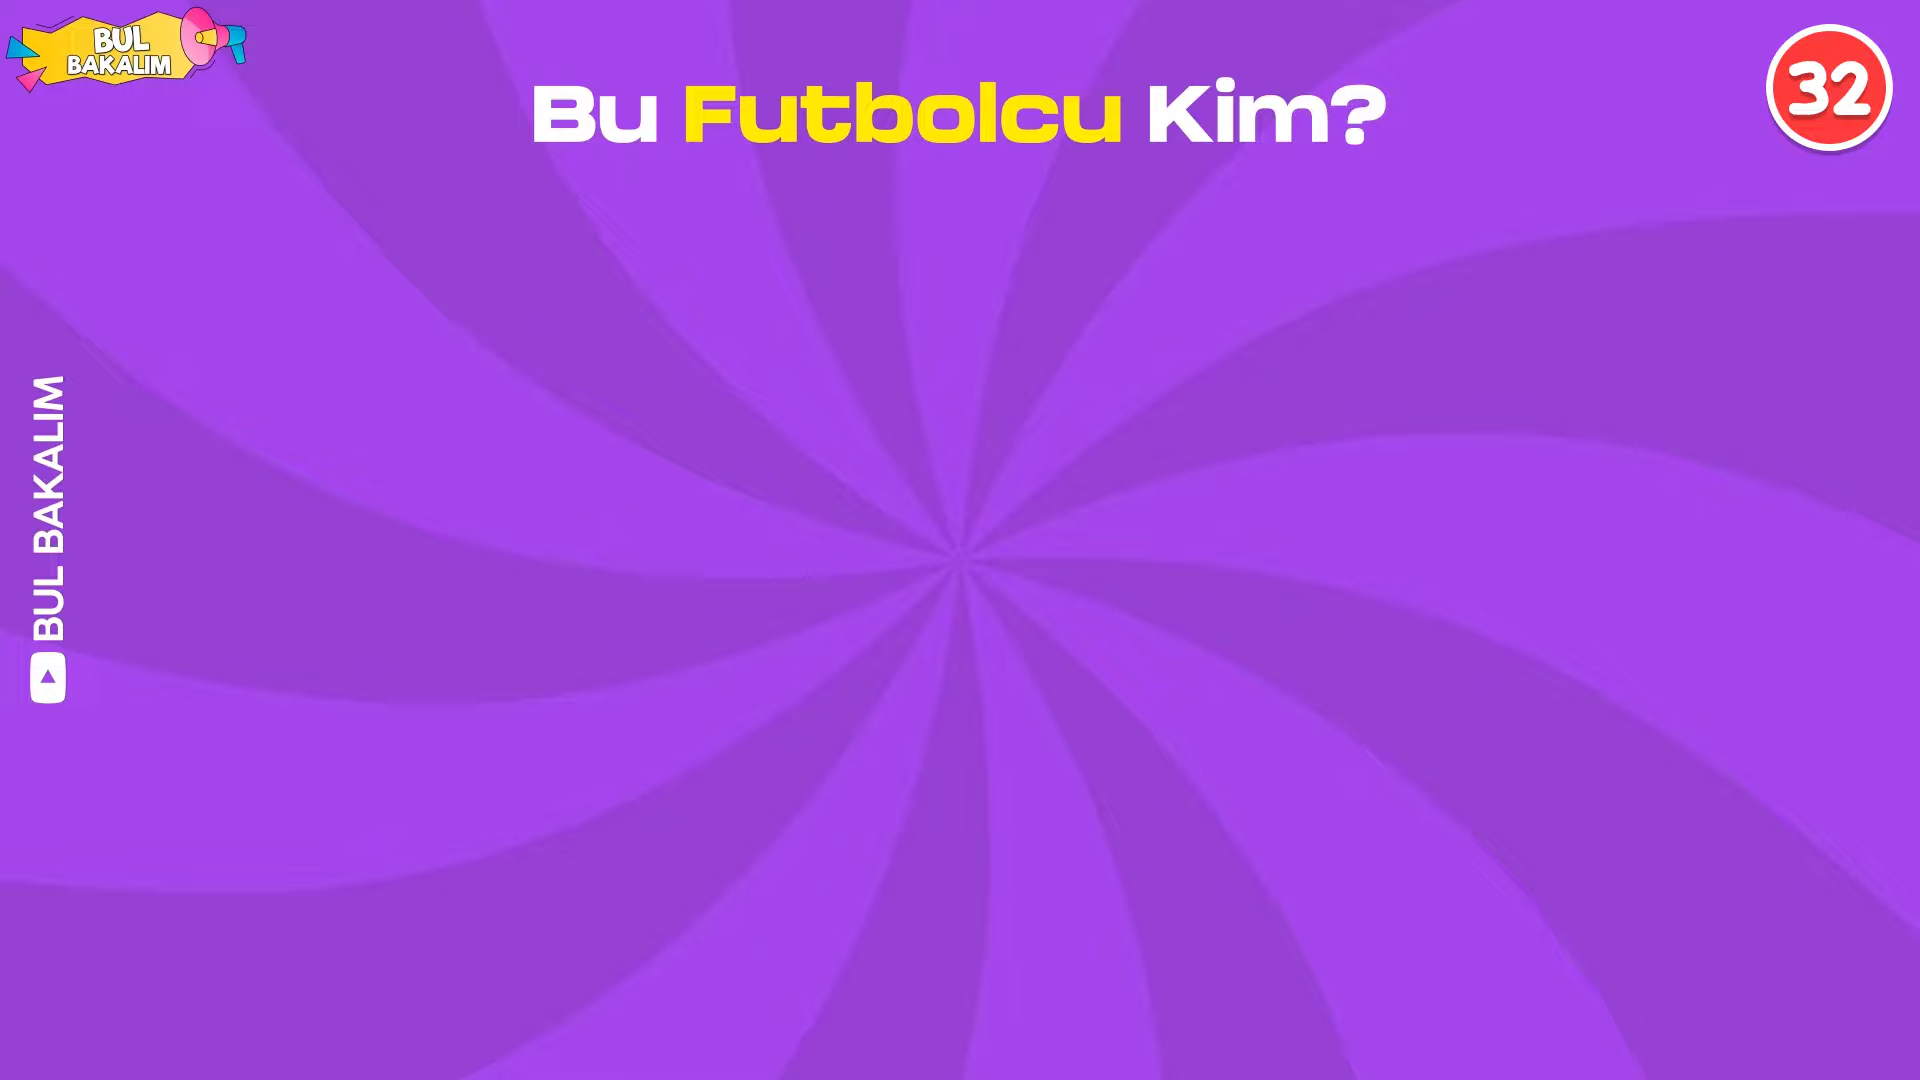 BUL
BAKALIM
Bu Futbolcu Kim?
32
BUL BAKALIM